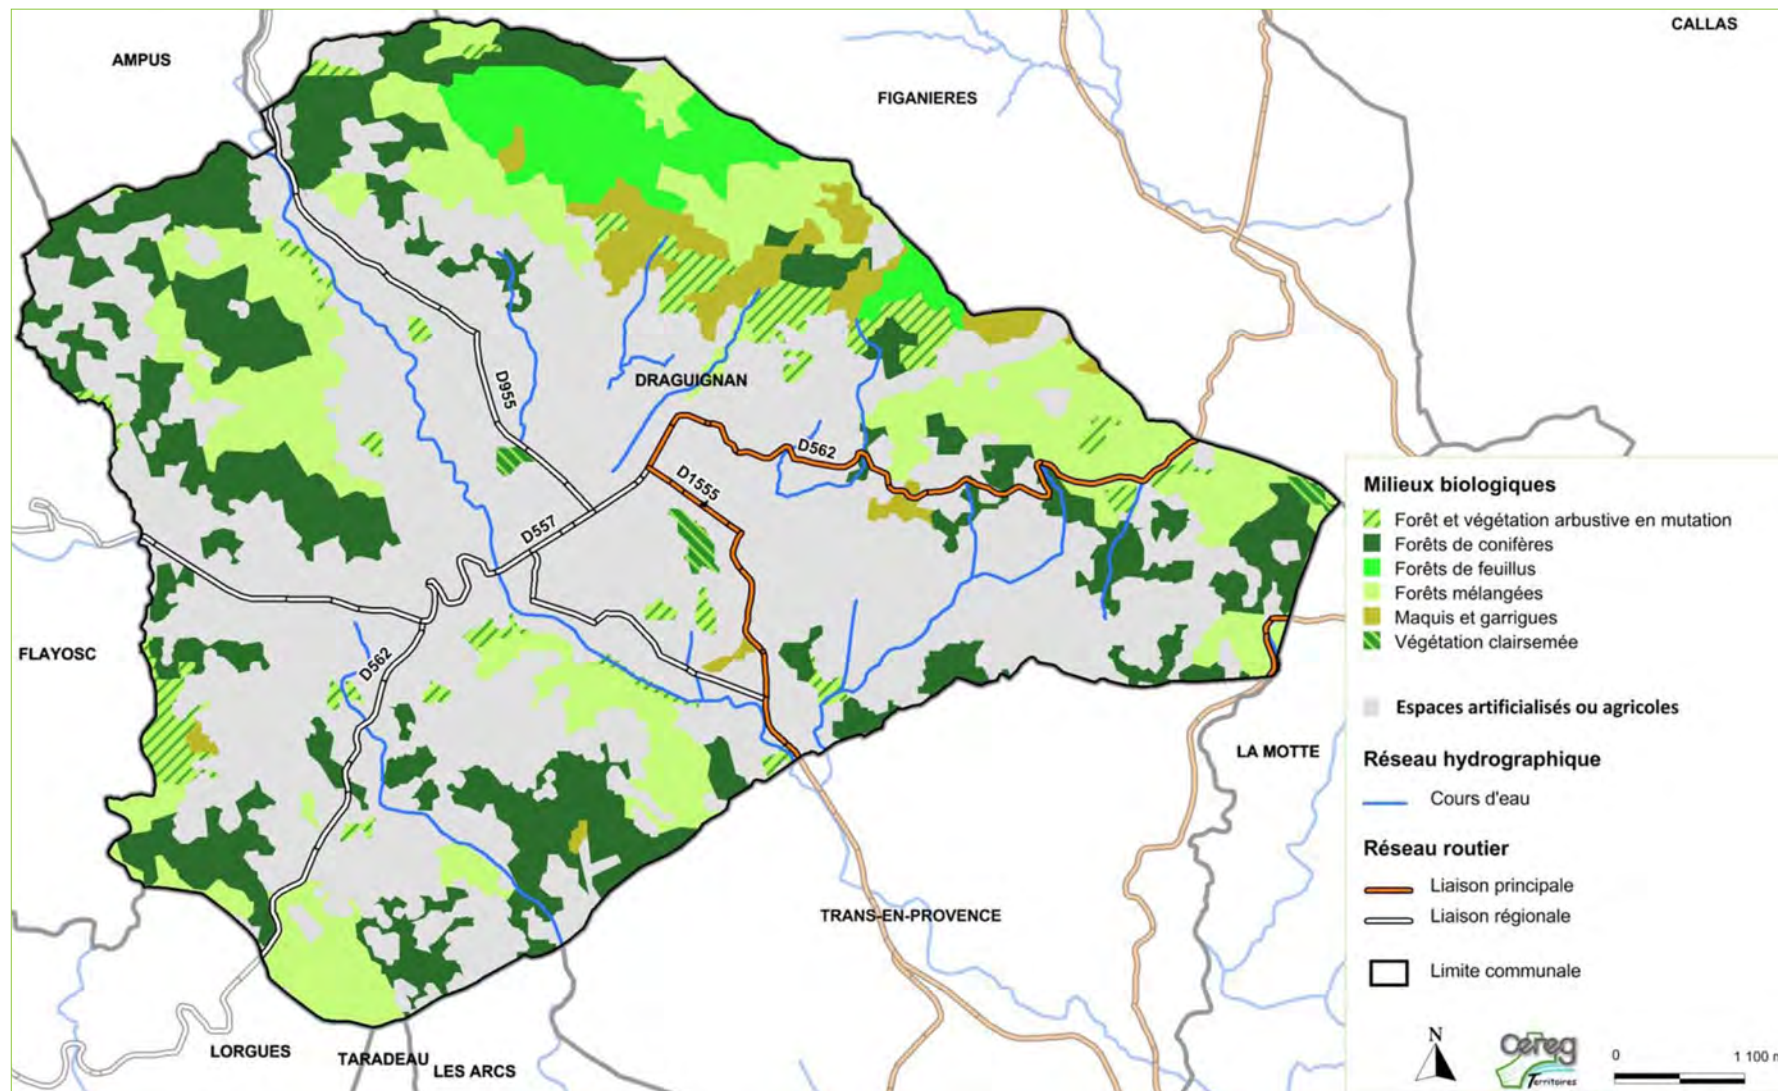 CALLAS
AMPUS
FIGANIERES
DRAGUIGNAN
D955
D562
D1555
D557
D562
FLAYOSC
LA MOTTE
TRANS-EN-PROVENCE
LORGUES
TARADEAU
LES ARCS
Milieux biologiques
Forêt et végétation arbustive en mutation
Forêts de conifères
Forêts de feuillus
Forêts mélangées
Maquis et garrigues
Végétation clairsemée
Espaces artificialisés ou agricoles
Réseau hydrographique
Cours d'eau
Réseau routier
Liaison principale
Liaison régionale
Limite communale
N
Cereg
Territoires
0 1 100 m